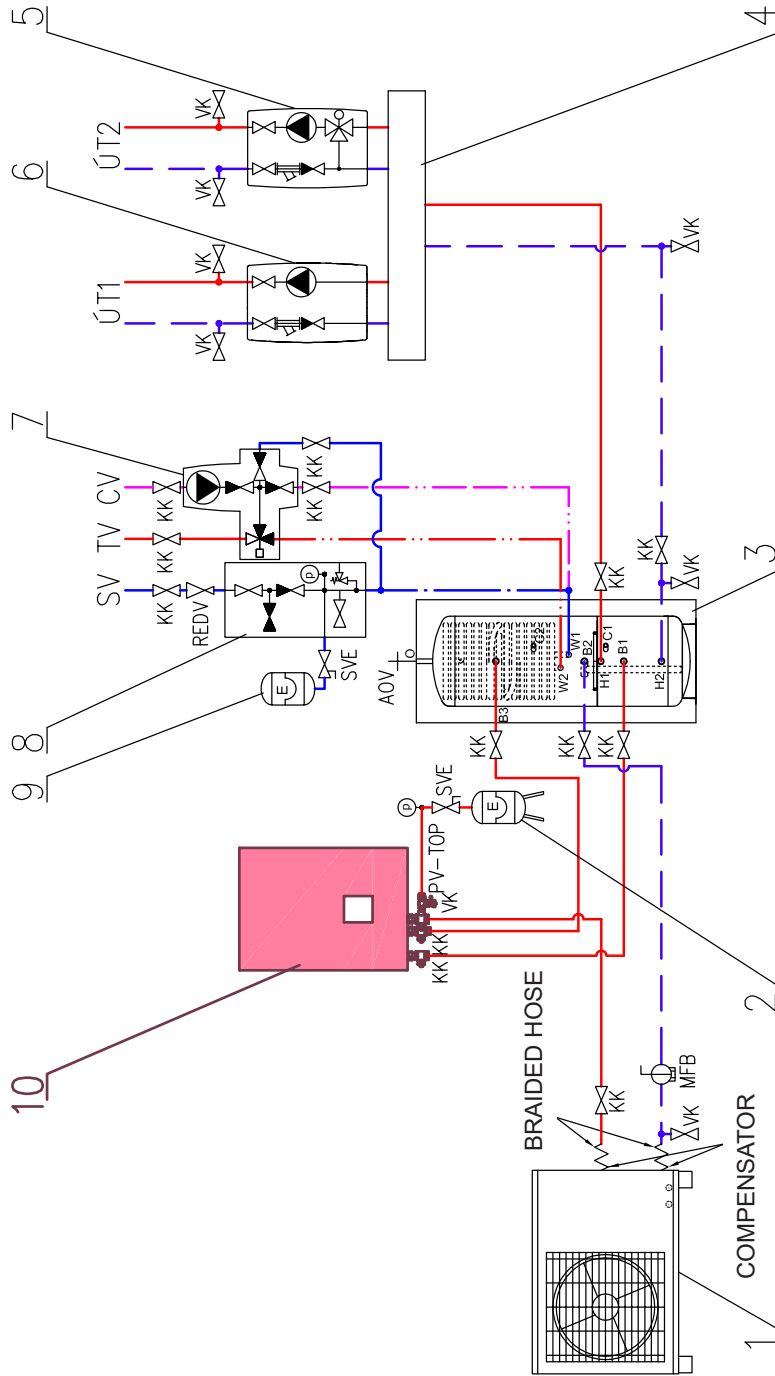 10
9
8
7
6
5
SV
TV
CV
ÚT1
ÚT2
KK
KK
KK
VK
VK
VK
VK
REDV
p
E
SVE
KK
KK
p
PV-TOP
VK
KK
KK
SVE
E
AOV
KK
KK
KK
B3
W2
G2
W1
B2
H1
C1
B1
H2
KK
KK
VK
VK
BRAIDED HOSE
KK
MFB
VK
COMPENSATOR
1
2
3
4